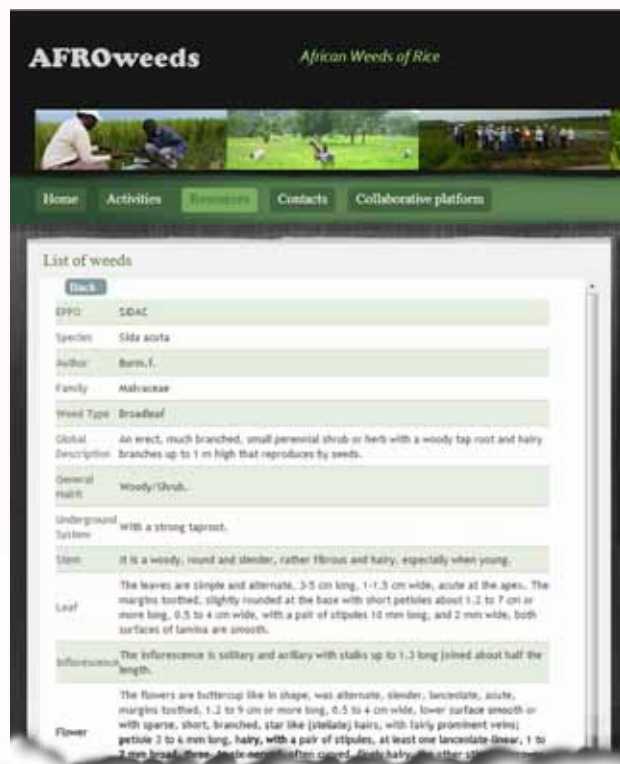 AFROweeds
African Weeds of Rice
Home Activities Resources Contacts Collaborative platform
List of weeds
Back
EPPO SIDAC
Species Sida acuta
Author Burm.f.
Family Malvaceae
Weed Type Broadleaf
Global An erect, much branched, small perennial shrub or herb with a woody tap root and hairy
Description branches up to 1 m high that reproduces by seeds.
General
Habit Woody/Shrub.
Underground
System With a strong taproot.
Stem It is a woody, round and slender, rather fibrous and hairy, especially when young.
The leaves are simple and alternate, 3-5 cm long, 1-1.5 cm wide, acute at the apex. The
margins toothed, slightly rounded at the base with short petioles about 1.2 to 7 cm or
Leaf more long, 0.5 to 4 cm wide, with a pair of stipules 10 mm long, and 2 mm wide, both
surfaces of lamina are smooth.
Inflorescence The inflorescence is solitary and axillary with stalks up to 1.3 long joined about half the
length.
The flowers are buttercup like in shape, was alternate, slender, lanceolate, acute,
margins toothed, 1.2 to 9 cm or more long, 0.5 to 4 cm wide, lower surface smooth or
Flower with sparse, short, branched, star like (stellate) hairs, with fairly prominent veins;
petiole 3 to 6 mm long, hairy, with a pair of stipules, at least one lanceolate-linear, 1 to
2 mm broad, often curved, finely hairy, the other